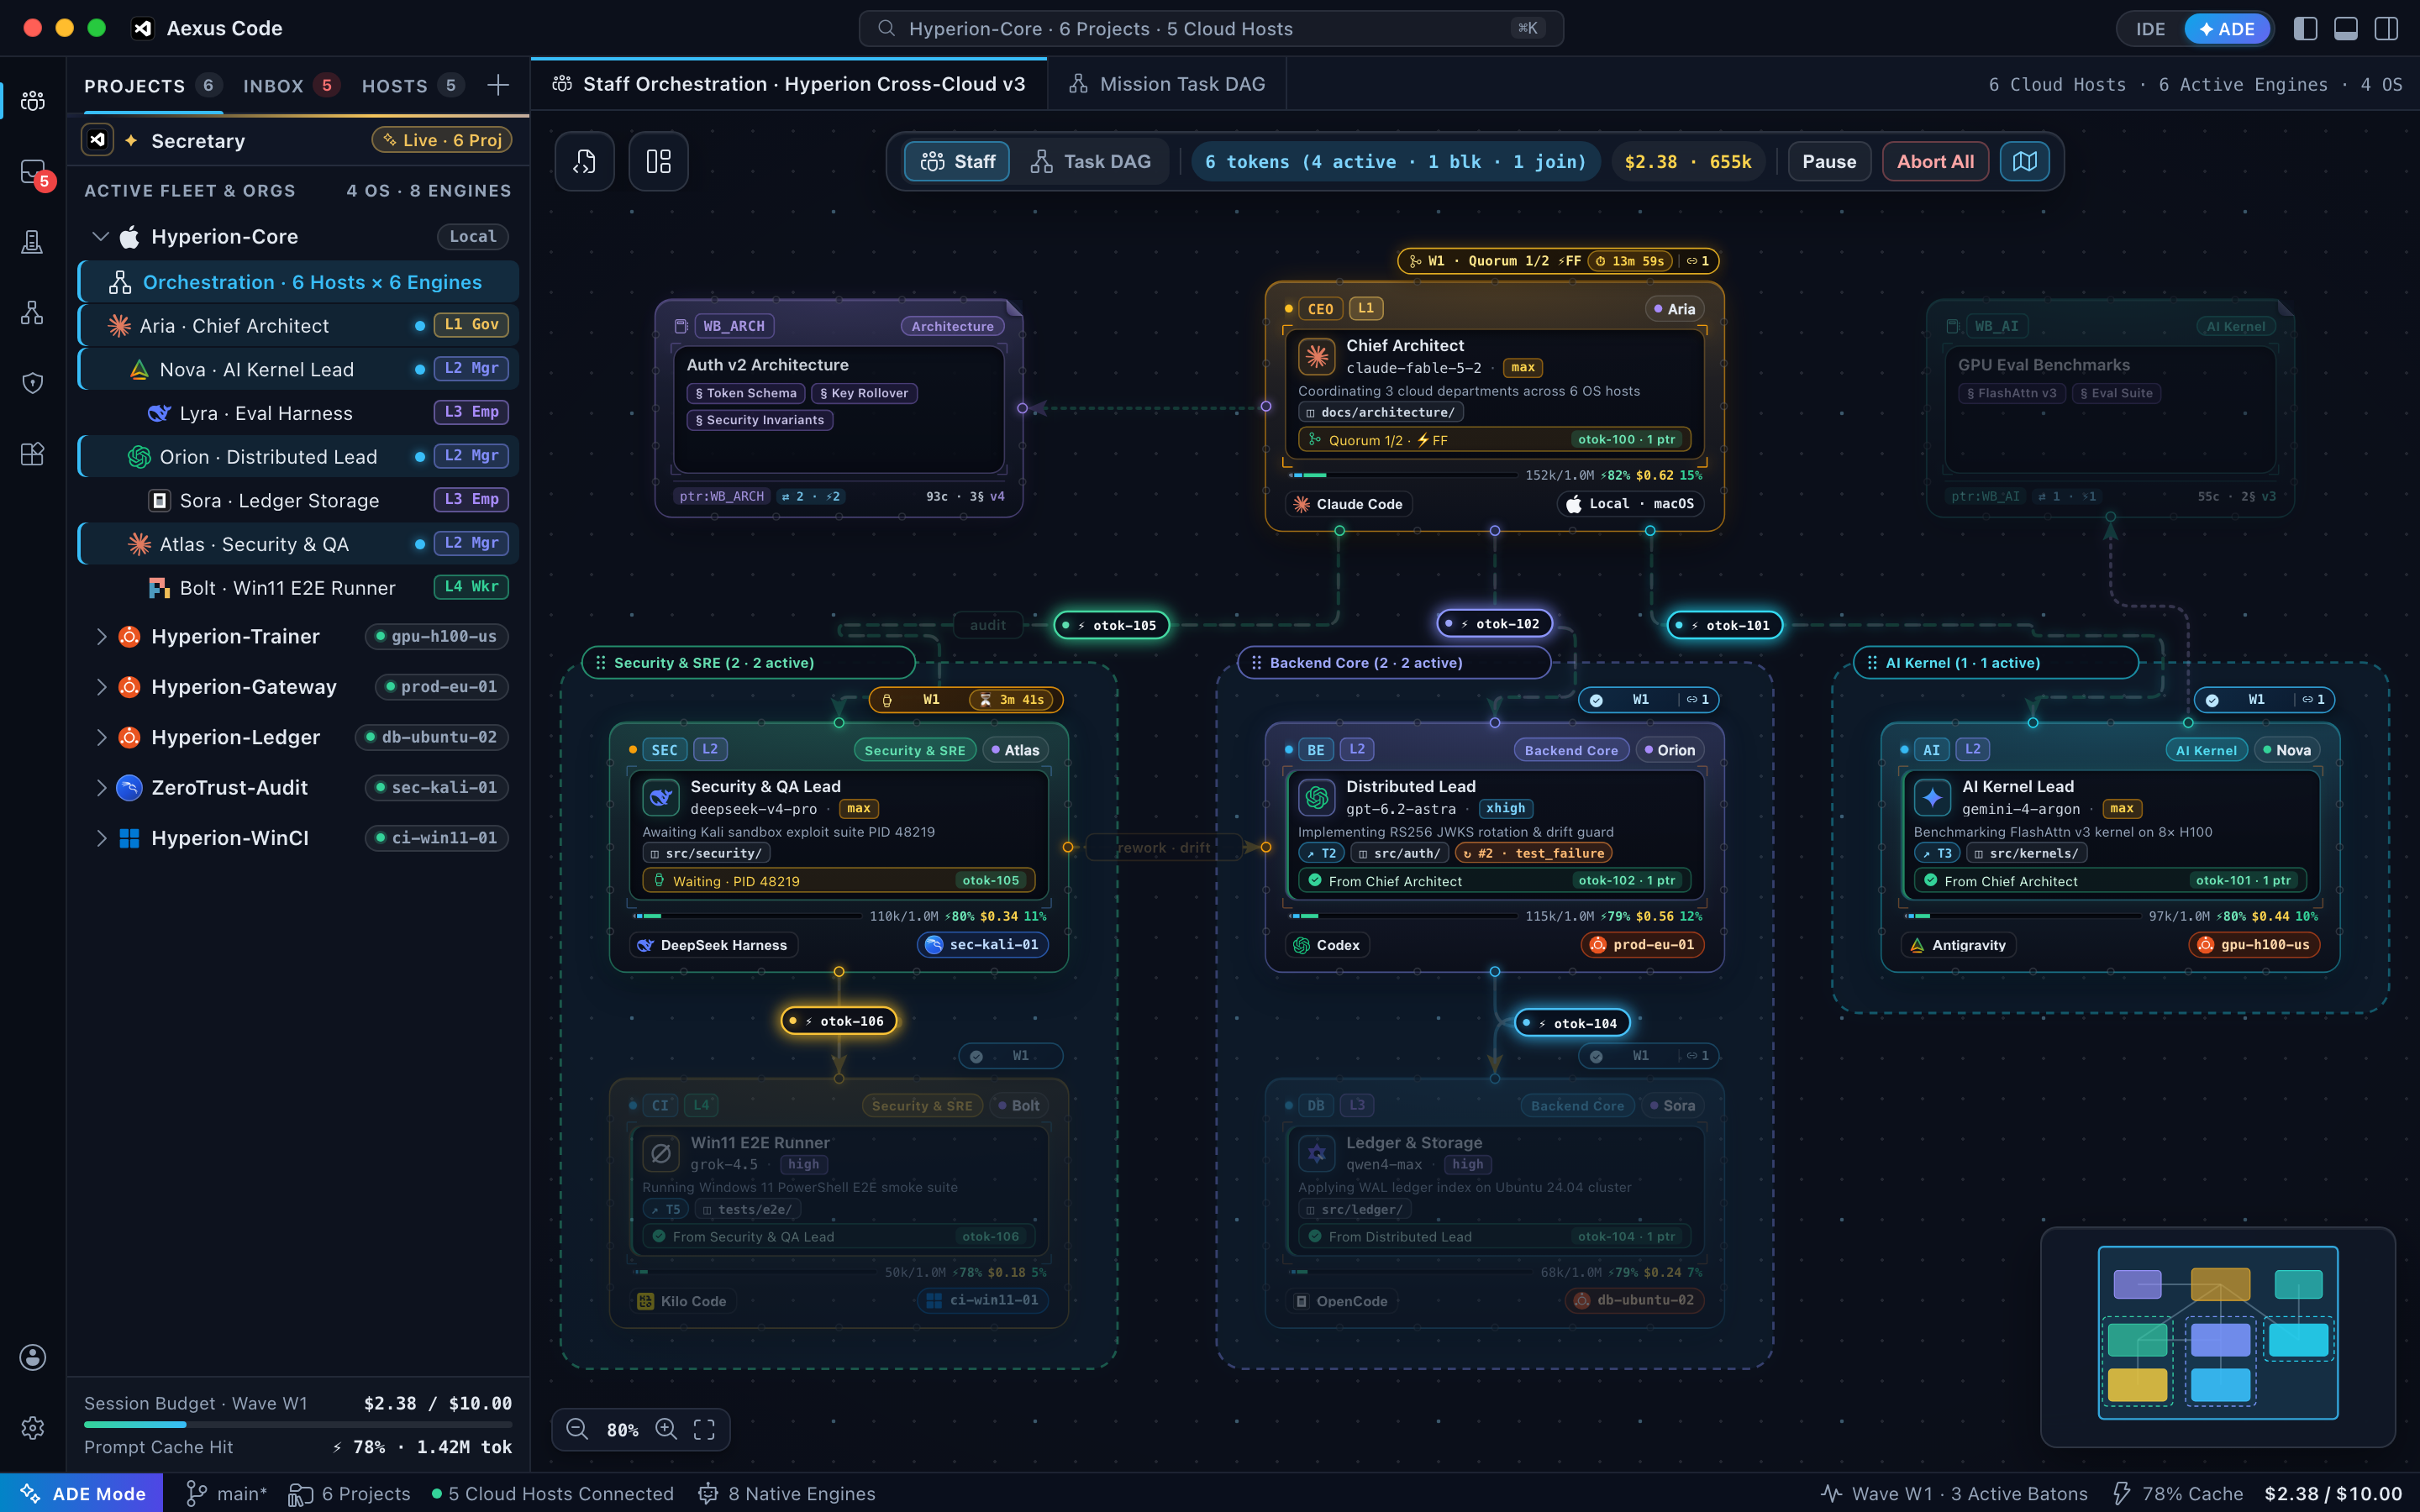 Aexus Code
Hyperion-Core · 6 Projects · 5 Cloud Hosts ⌘K
IDE ADE
PROJECTS 6 INBOX 5 HOSTS 5
Staff Orchestration · Hyperion Cross-Cloud v3
Mission Task DAG
6 Cloud Hosts · 6 Active Engines · 4 OS
Secretary Live · 6 Proj
5
ACTIVE FLEET & ORGS 4 OS · 8 ENGINES
Hyperion-Core Local
Orchestration · 6 Hosts × 6 Engines
Aria · Chief Architect L1 Gov
Nova · AI Kernel Lead L2 Mgr
Lyra · Eval Harness L3 Emp
Orion · Distributed Lead L2 Mgr
Sora · Ledger Storage L3 Emp
Atlas · Security & QA L2 Mgr
Bolt · Win11 E2E Runner L4 Wkr
Hyperion-Trainer gpu-h100-us
Hyperion-Gateway prod-eu-01
Hyperion-Ledger db-ubuntu-02
ZeroTrust-Audit sec-kali-01
Hyperion-WinCI ci-win11-01
Session Budget · Wave W1 $2.38 / $10.00
Prompt Cache Hit ⚡ 78% · 1.42M tok
Staff Task DAG 6 tokens (4 active · 1 blk · 1 join) $2.38 · 655k Pause Abort All
WB_ARCH Architecture
Auth v2 Architecture
§ Token Schema § Key Rollover
§ Security Invariants
ptr:WB_ARCH ⇄ 2 · ⚡2 93c · 3§ v4
W1 · Quorum 1/2 ⚡FF 13m 59s 1
CEO L1 Aria
Chief Architect
claude-fable-5-2 · max
Coordinating 3 cloud departments across 6 OS hosts
docs/architecture/
Quorum 1/2 · ⚡FF otok-100 · 1 ptr
152k/1.0M ⚡82% $0.62 15%
Claude Code Local · macOS
WB_AI AI Kernel
GPU Eval Benchmarks
§ FlashAttn v3 § Eval Suite
ptr:WB_AI ⇄ 1 · ⚡1 55c · 2§ v3
audit ⚡ otok-105 ⚡ otok-102 ⚡ otok-101
Security & SRE (2 · 2 active)
W1 3m 41s
SEC L2 Security & SRE Atlas
Security & QA Lead
deepseek-v4-pro · max
Awaiting Kali sandbox exploit suite PID 48219
src/security/
Waiting · PID 48219 otok-105
110k/1.0M ⚡80% $0.34 11%
DeepSeek Harness sec-kali-01
rework · drift
Backend Core (2 · 2 active)
W1 1
BE L2 Backend Core Orion
Distributed Lead
gpt-6.2-astra · xhigh
Implementing RS256 JWKS rotation & drift guard
↗ T2 src/auth/ ↻ #2 · test_failure
From Chief Architect otok-102 · 1 ptr
115k/1.0M ⚡79% $0.56 12%
Codex prod-eu-01
AI Kernel (1 · 1 active)
W1 1
AI L2 AI Kernel Nova
AI Kernel Lead
gemini-4-argon · max
Benchmarking FlashAttn v3 kernel on 8× H100
↗ T3 src/kernels/
From Chief Architect otok-101 · 1 ptr
97k/1.0M ⚡80% $0.44 10%
Antigravity gpu-h100-us
⚡ otok-106
W1
CI L4 Security & SRE Bolt
Win11 E2E Runner
grok-4.5 · high
Running Windows 11 PowerShell E2E smoke suite
↗ T5 tests/e2e/
From Security & QA Lead otok-106
50k/1.0M ⚡78% $0.18 5%
Kilo Code ci-win11-01
⚡ otok-104
W1 1
DB L3 Backend Core Sora
Ledger & Storage
qwen4-max · high
Applying WAL ledger index on Ubuntu 24.04 cluster
src/ledger/
From Distributed Lead otok-104 · 1 ptr
68k/1.0M ⚡79% $0.24 7%
OpenCode db-ubuntu-02
80%
ADE Mode main* 6 Projects 5 Cloud Hosts Connected 8 Native Engines
Wave W1 · 3 Active Batons 78% Cache $2.38 / $10.00